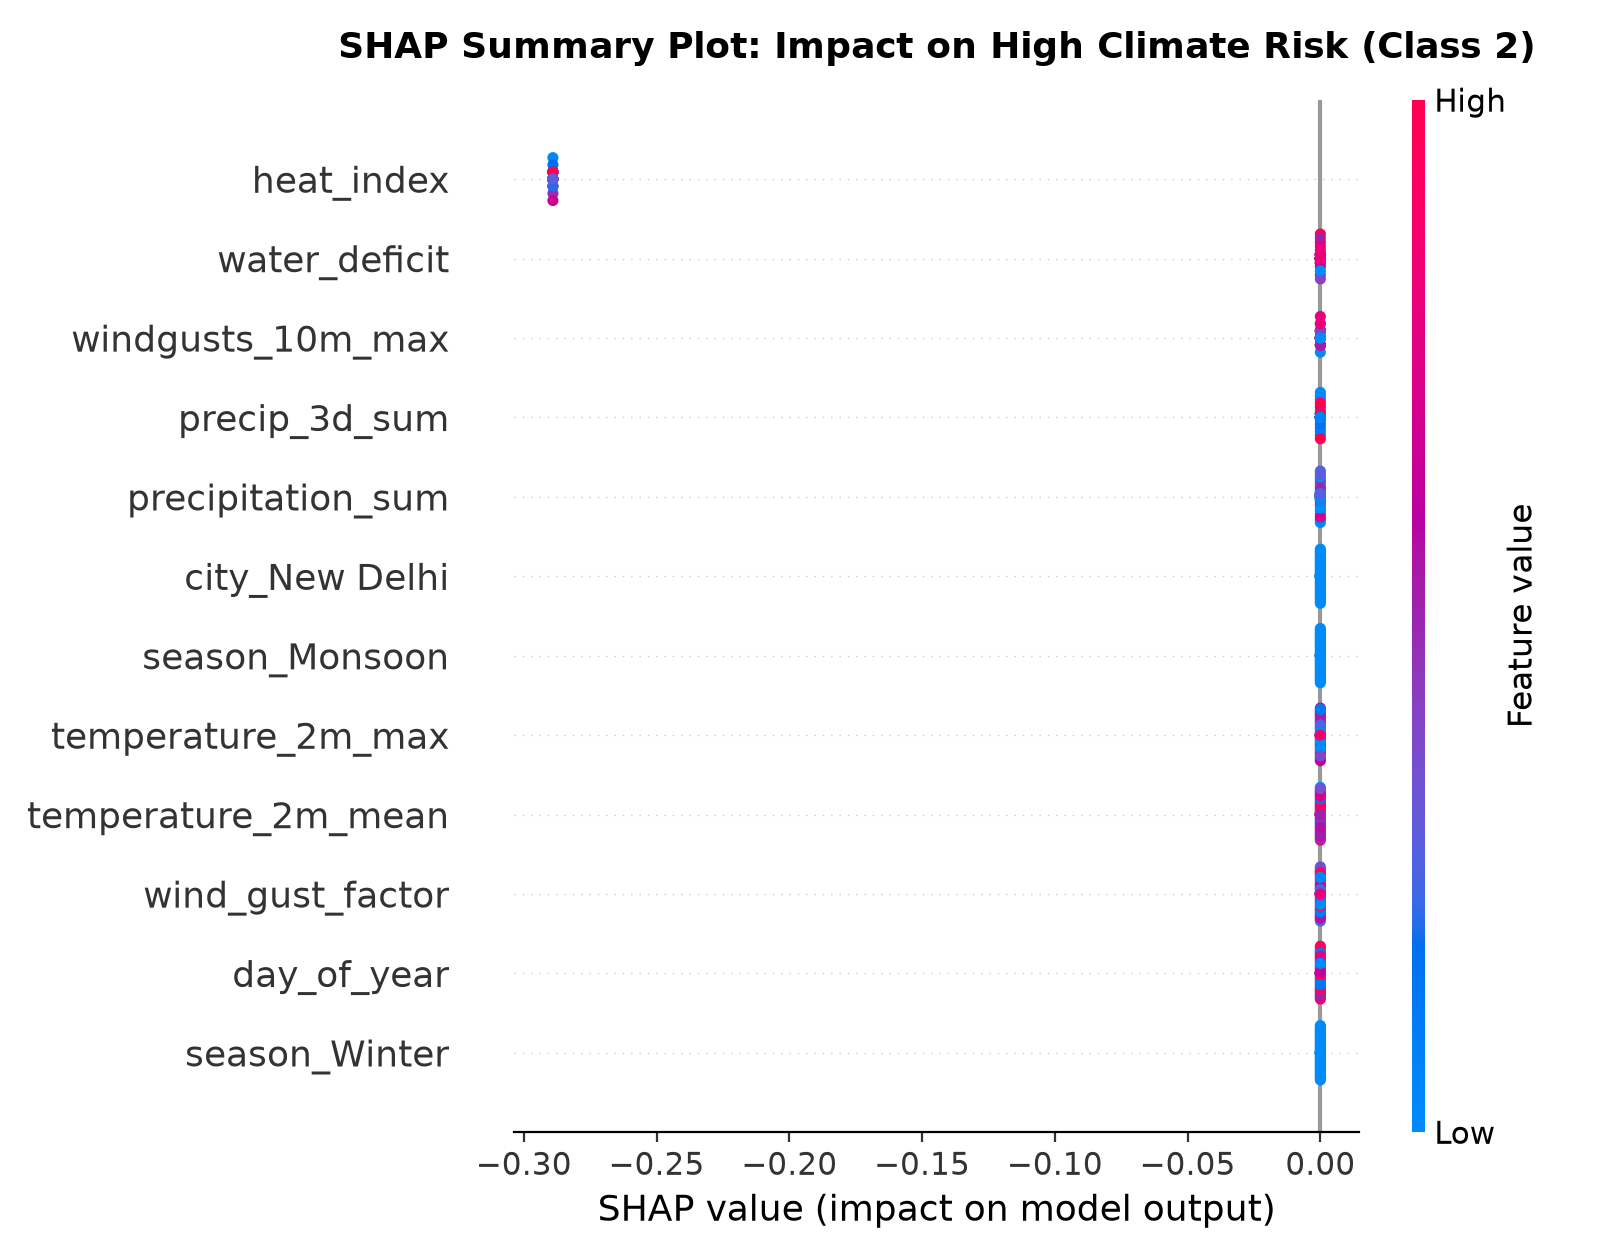 SHAP Summary Plot: Impact on High Climate Risk (Class 2)
High
heat_index
water_deficit
windgusts_10m_max
precip_3d_sum
precipitation_sum
city_New Delhi
season_Monsoon
temperature_2m_max
temperature_2m_mean
wind_gust_factor
day_of_year
season_Winter
Feature value
Low
−0.30 −0.25 −0.20 −0.15 −0.10 −0.05 0.00
SHAP value (impact on model output)